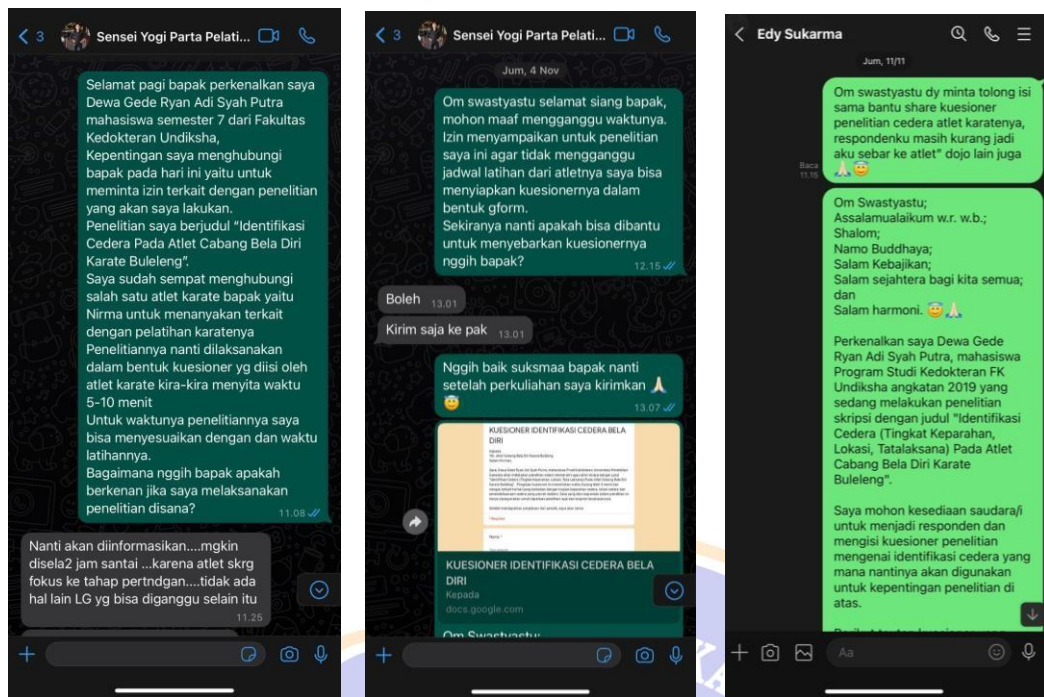 3
Sensei Yogi Parta Pelati...
Selamat pagi bapak perkenalkan saya
Dewa Gede Ryan Adi Syah Putra
mahasiswa semester 7 dari Fakultas
Kedokteran Undiksha,
Kepentingan saya menghubungi
bapak pada hari ini yaitu untuk
meminta izin terkait dengan penelitian
yang akan saya lakukan.
Penelitian saya berjudul “Identifikasi
Cedera Pada Atlet Cabang Bela Diri
Karate Buleleng”.
Saya sudah sempat menghubungi
salah satu atlet karate bapak yaitu
Nirma untuk menanyakan terkait
dengan pelatihan karatenya
Penelitiannya nanti dilaksanakan
dalam bentuk kuesioner yg diisi oleh
atlet karate kira-kira menyita waktu
5-10 menit
Untuk waktunya penelitiannya saya
bisa menyesuaikan dengan dan waktu
latihannya.
Bagaimana nggih bapak apakah
berkenan jika saya melaksanakan
penelitian disana?
11.08
Nanti akan diinformasikan....mgkin
disela2 jam santai ...karena atlet skrg
fokus ke tahap pertndgan....tidak ada
hal lain LG yg bisa diganggu selain itu
11.25
3
Sensei Yogi Parta Pelati...
Jum, 4 Nov
Om swastyastu selamat siang bapak,
mohon maaf mengganggu waktunya.
Izin menyampaikan untuk penelitian
saya ini agar tidak mengganggu
jadwal latihan dari atletnya saya bisa
menyiapkan kuesionernya dalam
bentuk gform.
Sekiranya nanti apakah bisa dibantu
untuk menyebarkan kuesionernya
nggih bapak?
12.15
Boleh
13.01
Kirim saja ke pak
13.01
Nggih baik suksmaa bapak nanti
setelah perkuliahan saya kirimkan
13.07
KUESIONER IDENTIFIKASI CEDERA BELA
DIRI
KUESIONER IDENTIFIKASI CEDERA BELA
DIRI
Kepada
docs.google.com
Om Swastyastu;
Edy Sukarma
Jum, 11/11
Om swastyastu dy minta tolong isi
sama bantu share kuesioner
penelitian cedera atlet karatenya,
respondenku masih kurang jadi
aku sebar ke atlet" dojo lain juga
Baca
11.15
Om Swastyastu;
Assalamualaikum w.r. w.b.;
Shalom;
Namo Buddhaya;
Salam Kebajikan;
Salam sejahtera bagi kita semua;
dan
Salam harmoni.
Perkenalkan saya Dewa Gede
Ryan Adi Syah Putra, mahasiswa
Program Studi Kedokteran FK
Undiksha angkatan 2019 yang
sedang melakukan penelitian
skripsi dengan judul "Identifikasi
Cedera (Tingkat Keparahan,
Lokasi, Tatalaksana) Pada Atlet
Cabang Bela Diri Karate
Buleleng".
Saya mohon kesediaan saudara/i
untuk menjadi responden dan
mengisi kuesioner penelitian
mengenai identifikasi cedera yang
mana nantinya akan digunakan
untuk kepentingan penelitian di
atas.
Aa